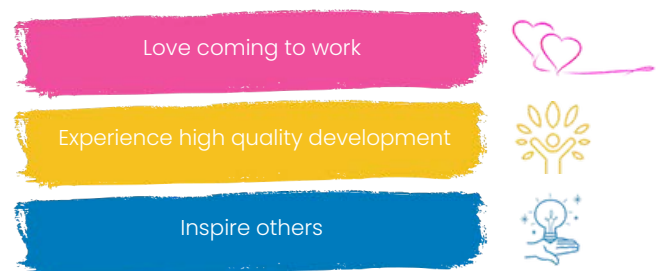 Love coming to work
Experience high quality development
Inspire others